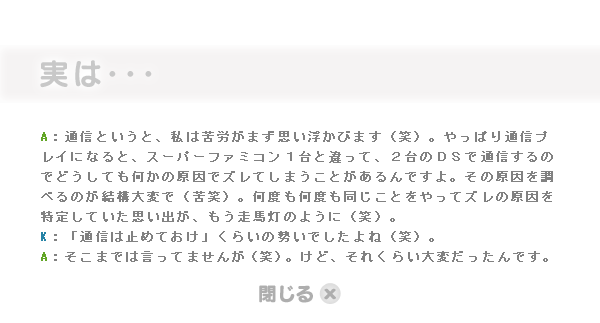 実は・・・
A：通信というと、私は苦労がまず思い浮かびます（笑）。やっぱり通信プ
レイになると、スーパーファミコン１台と違って、２台のＤＳで通信するの
でどうしても何かの原因でズレてしまうことがあるんですよ。その原因を調
べるのが結構大変で（苦笑）。何度も何度も同じことをやってズレの原因を
特定していた思い出が、もう走馬灯のように（笑）。
K：「通信は止めておけ」くらいの勢いでしたよね（笑）。
A：そこまでは言ってませんが（笑）。けど、それくらい大変だったんです。
閉じる